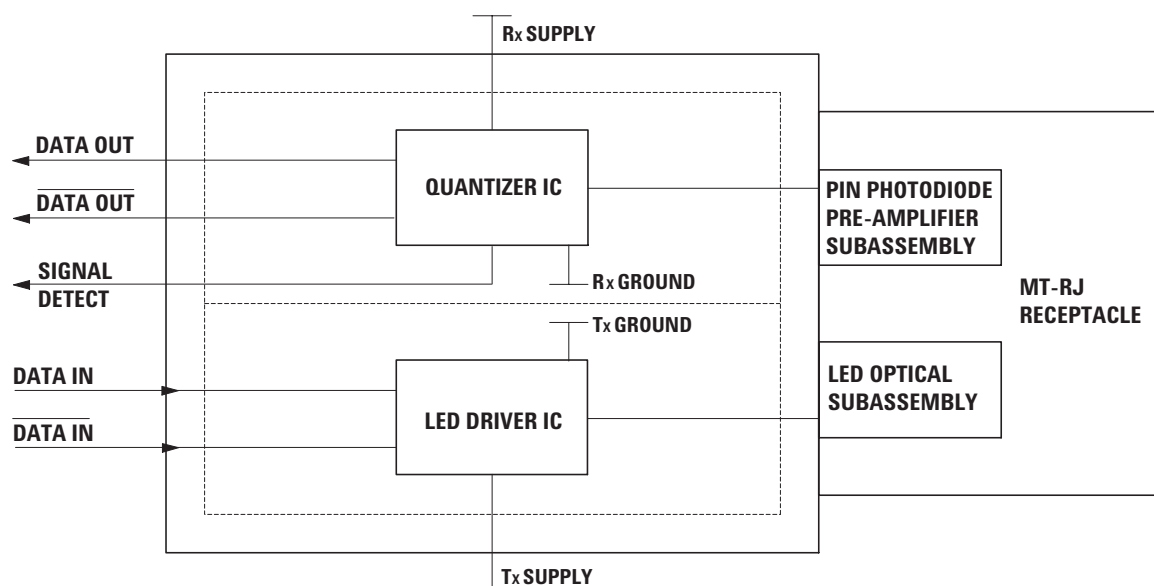 Rx SUPPLY
DATA OUT
DATA OUT
SIGNAL
DETECT
QUANTIZER IC
Rx GROUND
PIN PHOTODIODE
PRE-AMPLIFIER
SUBASSEMBLY
MT-RJ
RECEPTACLE
Tx GROUND
DATA IN
DATA IN
LED DRIVER IC
LED OPTICAL
SUBASSEMBLY
Tx SUPPLY